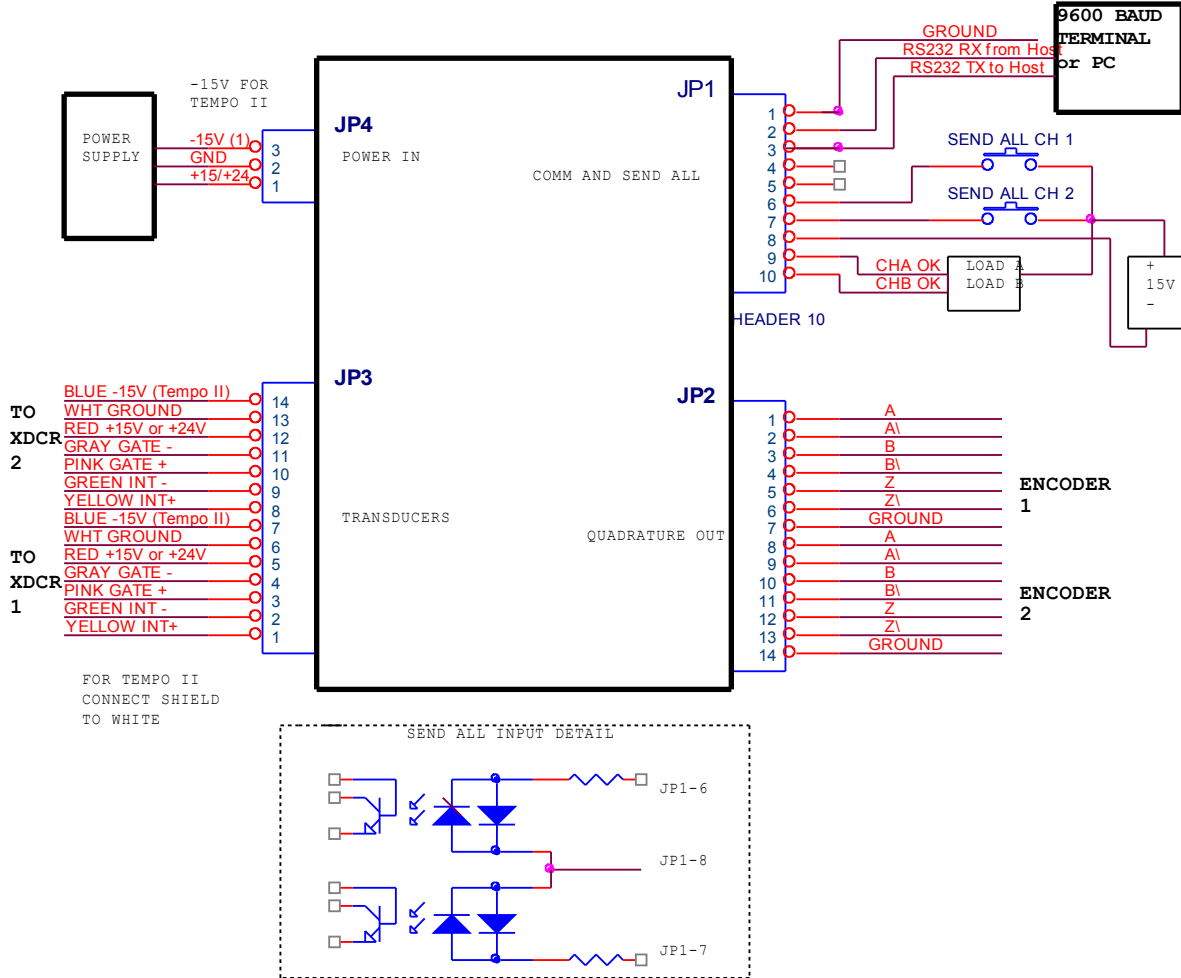 9600 BAUD
TERMINAL
or PC
GROUND
RS232 RX from Host
RS232 TX to Host
-15V FOR
TEMPO II
POWER
SUPPLY
-15V (1)
GND
+15/+24
3
2
1
JP4
POWER IN
JP1
COMM AND SEND ALL
1
2
3
4
5
6
7
8
9
10
HEADER 10
SEND ALL CH 1
SEND ALL CH 2
CHA OK
CHB OK
LOAD A
LOAD B
+
15V
-
TO
XDCR
2
BLUE -15V (Tempo II)
WHT GROUND
RED +15V or +24V
GRAY GATE -
PINK GATE +
GREEN INT -
YELLOW INT+
TO
XDCR
1
BLUE -15V (Tempo II)
WHT GROUND
RED +15V or +24V
GRAY GATE -
PINK GATE +
GREEN INT -
YELLOW INT+
14
13
12
11
10
9
8
7
6
5
4
3
2
1
JP3
TRANSDUCERS
JP2
QUADRATURE OUT
1
2
3
4
5
6
7
8
9
10
11
12
13
14
A
A\
B
B\
Z
Z\
GROUND
A
A\
B
B\
Z
Z\
GROUND
ENCODER
1
ENCODER
2
FOR TEMPO II
CONNECT SHIELD
TO WHITE
SEND ALL INPUT DETAIL
JP1-6
JP1-8
JP1-7